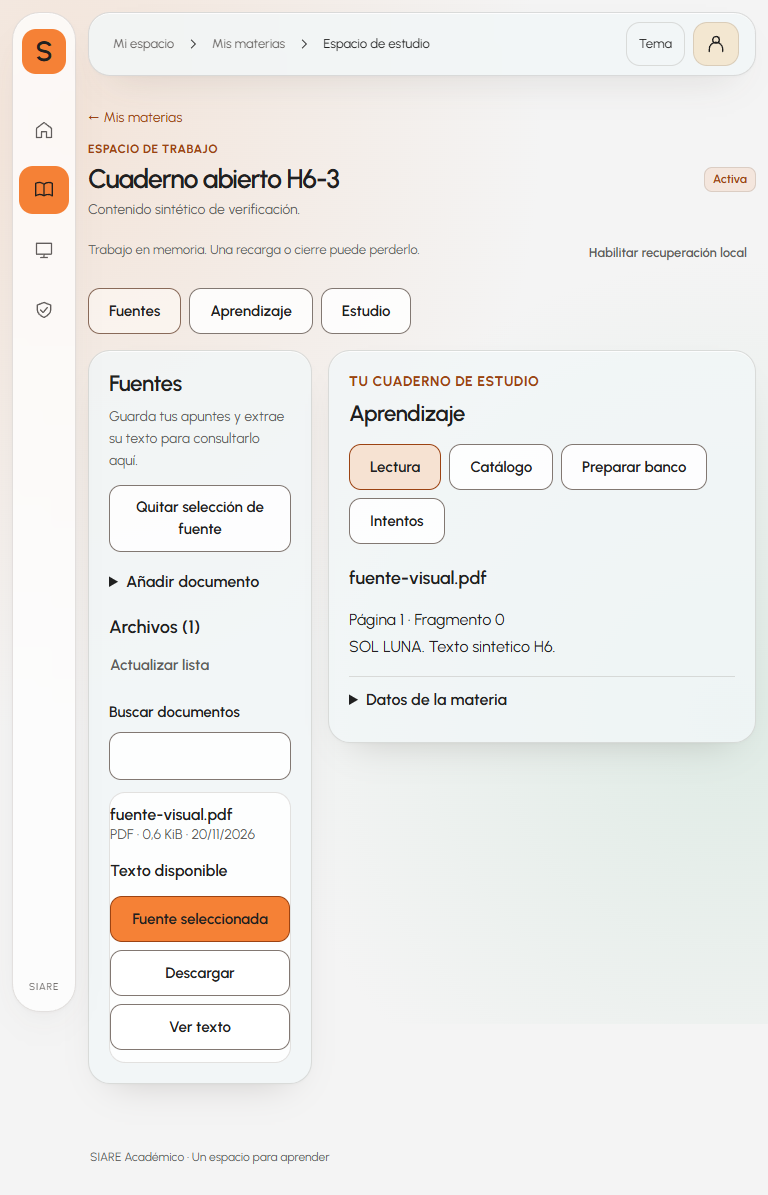 S
Mi espacio > Mis materias > Espacio de estudio
Tema
← Mis materias
ESPACIO DE TRABAJO
Cuaderno abierto H6-3
Activa
Contenido sintético de verificación.
Trabajo en memoria. Una recarga o cierre puede perderlo.
Habilitar recuperación local
Fuentes
Aprendizaje
Estudio
Fuentes
Guarda tus apuntes y extrae
su texto para consultarlo
aquí.
Quitar selección de
fuente
Añadir documento
Archivos (1)
Actualizar lista
Buscar documentos
fuente-visual.pdf
PDF · 0,6 KiB · 20/11/2026
Texto disponible
Fuente seleccionada
Descargar
Ver texto
TU CUADERNO DE ESTUDIO
Aprendizaje
Lectura
Catálogo
Preparar banco
Intentos
fuente-visual.pdf
Página 1 · Fragmento 0
SOL LUNA. Texto sintetico H6.
Datos de la materia
SIARE
SIARE Académico · Un espacio para aprender